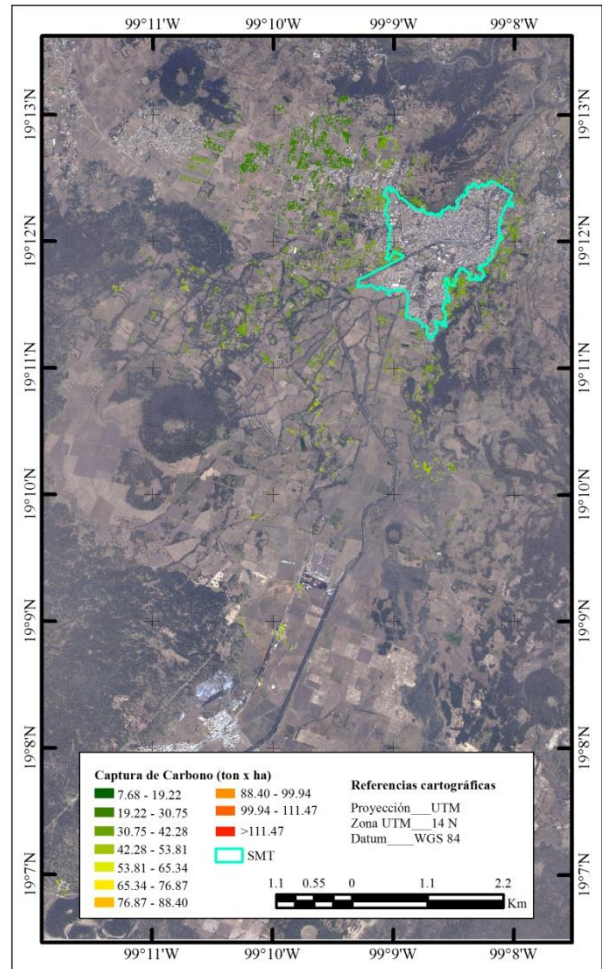 99°11'W 99°10'W 99°9'W 99°8'W
19°13'N 19°13'N
19°12'N 19°12'N
19°11'N 19°11'N
19°10'N 19°10'N
19°9'N 19°9'N
19°8'N 19°8'N
19°7'N 19°7'N
Captura de Carbono (ton x ha)
7.68 - 19.22
19.22 - 30.75
30.75 - 42.28
42.28 - 53.81
53.81 - 65.34
65.34 - 76.87
76.87 - 88.40
88.40 - 99.94
99.94 - 111.47
>111.47
SMT
Referencias cartográficas
Proyección___UTM
Zona UTM___14 N
Datum____WGS 84
1.1 0.55 0 1.1 2.2
Km
99°11'W 99°10'W 99°9'W 99°8'W